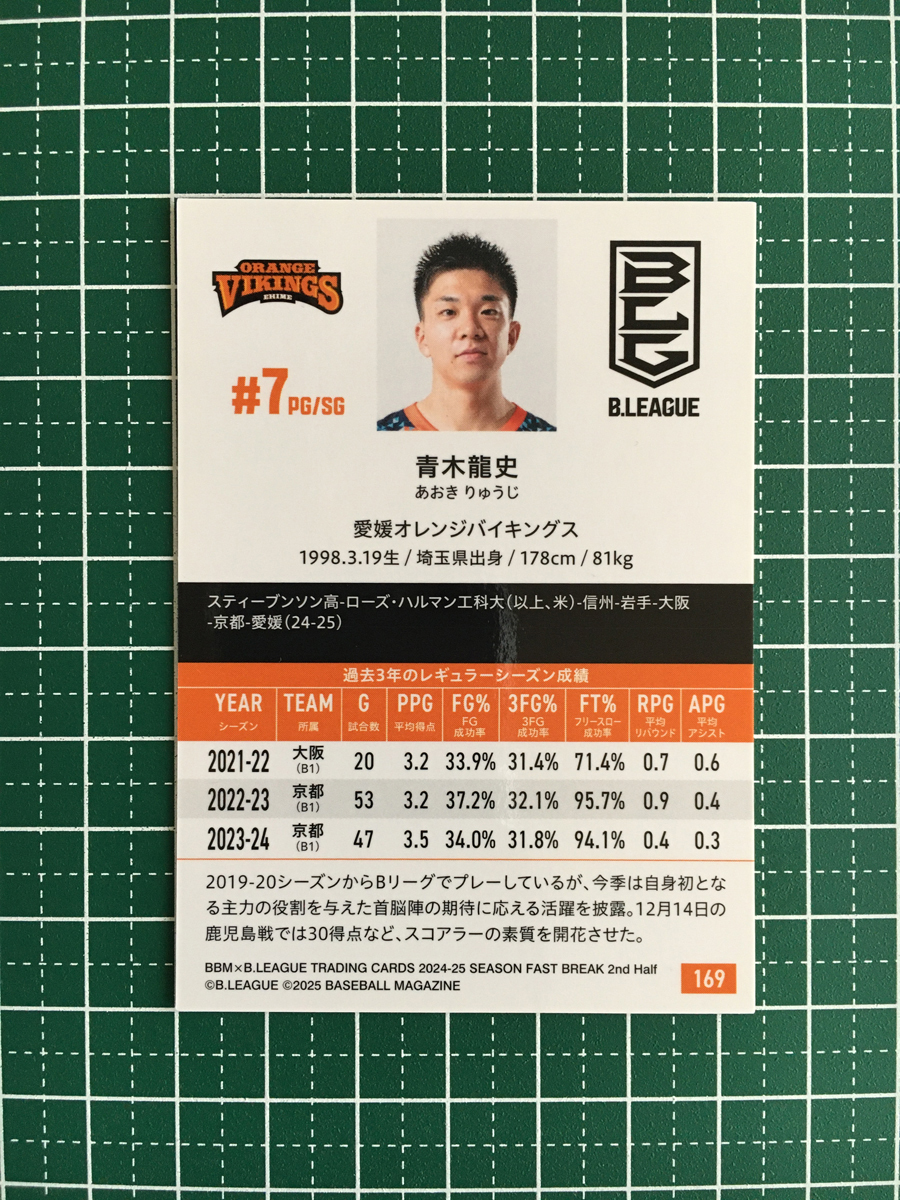 ORANGE
VIKINGS
EHIME
#7 PG/SG
BLG
B.LEAGUE
青木龍史
あおき りゅうじ
愛媛オレンジバイキングス
1998.3.19生 / 埼玉県出身 / 178cm / 81kg
スティーブンソン高-ローズ・ハルマン工科大(以上、米)-信州-岩手-大阪
-京都-愛媛(24-25)
過去3年のレギュラーシーズン成績
YEAR TEAM G PPG FG% 3FG% FT% RPG APG
シーズン 所属 試合数 平均得点 FG成功率 3FG成功率 フリースロー成功率 平均リバウンド 平均アシスト
2021-22 大阪(B1) 20 3.2 33.9% 31.4% 71.4% 0.7 0.6
2022-23 京都(B1) 53 3.2 37.2% 32.1% 95.7% 0.9 0.4
2023-24 京都(B1) 47 3.5 34.0% 31.8% 94.1% 0.4 0.3
2019-20シーズンからBリーグでプレーしているが、今季は自身初とな
る主力の役割を与えた首脳陣の期待に応える活躍を披露。12月14日の
鹿児島戦では30得点など、スコアラーの素質を開花させた。
BBM×B.LEAGUE TRADING CARDS 2024-25 SEASON FAST BREAK 2nd Half
©B.LEAGUE ©2025 BASEBALL MAGAZINE
169